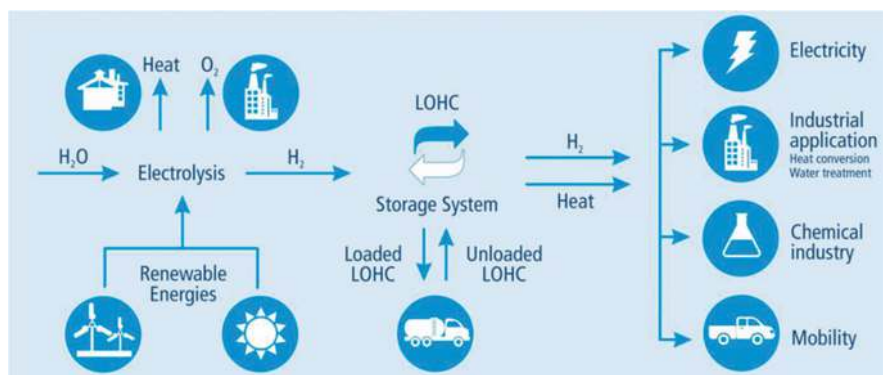 Heat
O₂
H₂O
Electrolysis
H₂
Renewable
Energies
LOHC
Storage System
Loaded
LOHC
Unloaded
LOHC
H₂
Heat
Electricity
Industrial
application
Heat conversion
Water treatment
Chemical
industry
Mobility